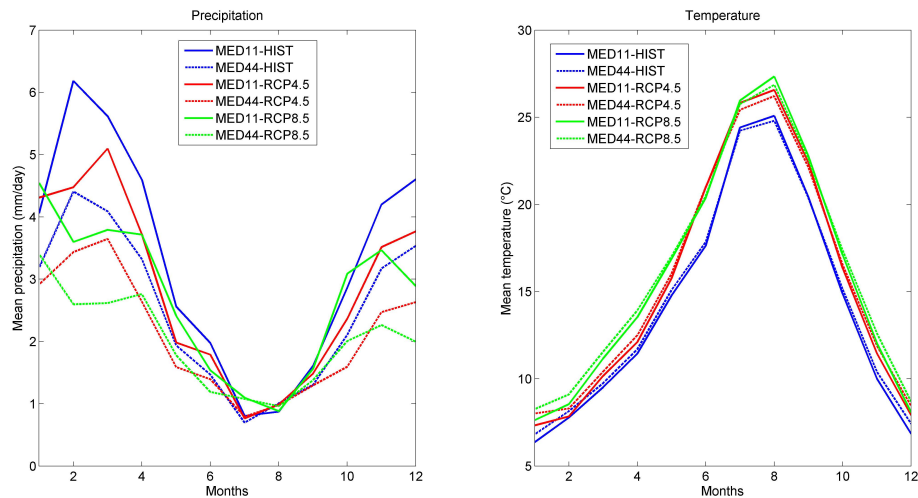 Precipitation
7
6
5
4
3
2
1
0
Mean precipitation (mm/day)
MED11-HIST
MED44-HIST
MED11-RCP4.5
MED44-RCP4.5
MED11-RCP8.5
MED44-RCP8.5
2 4 6 8 10 12
Months
Temperature
30
25
20
15
10
5
Mean temperature (°C)
MED11-HIST
MED44-HIST
MED11-RCP4.5
MED44-RCP4.5
MED11-RCP8.5
MED44-RCP8.5
2 4 6 8 10 12
Months